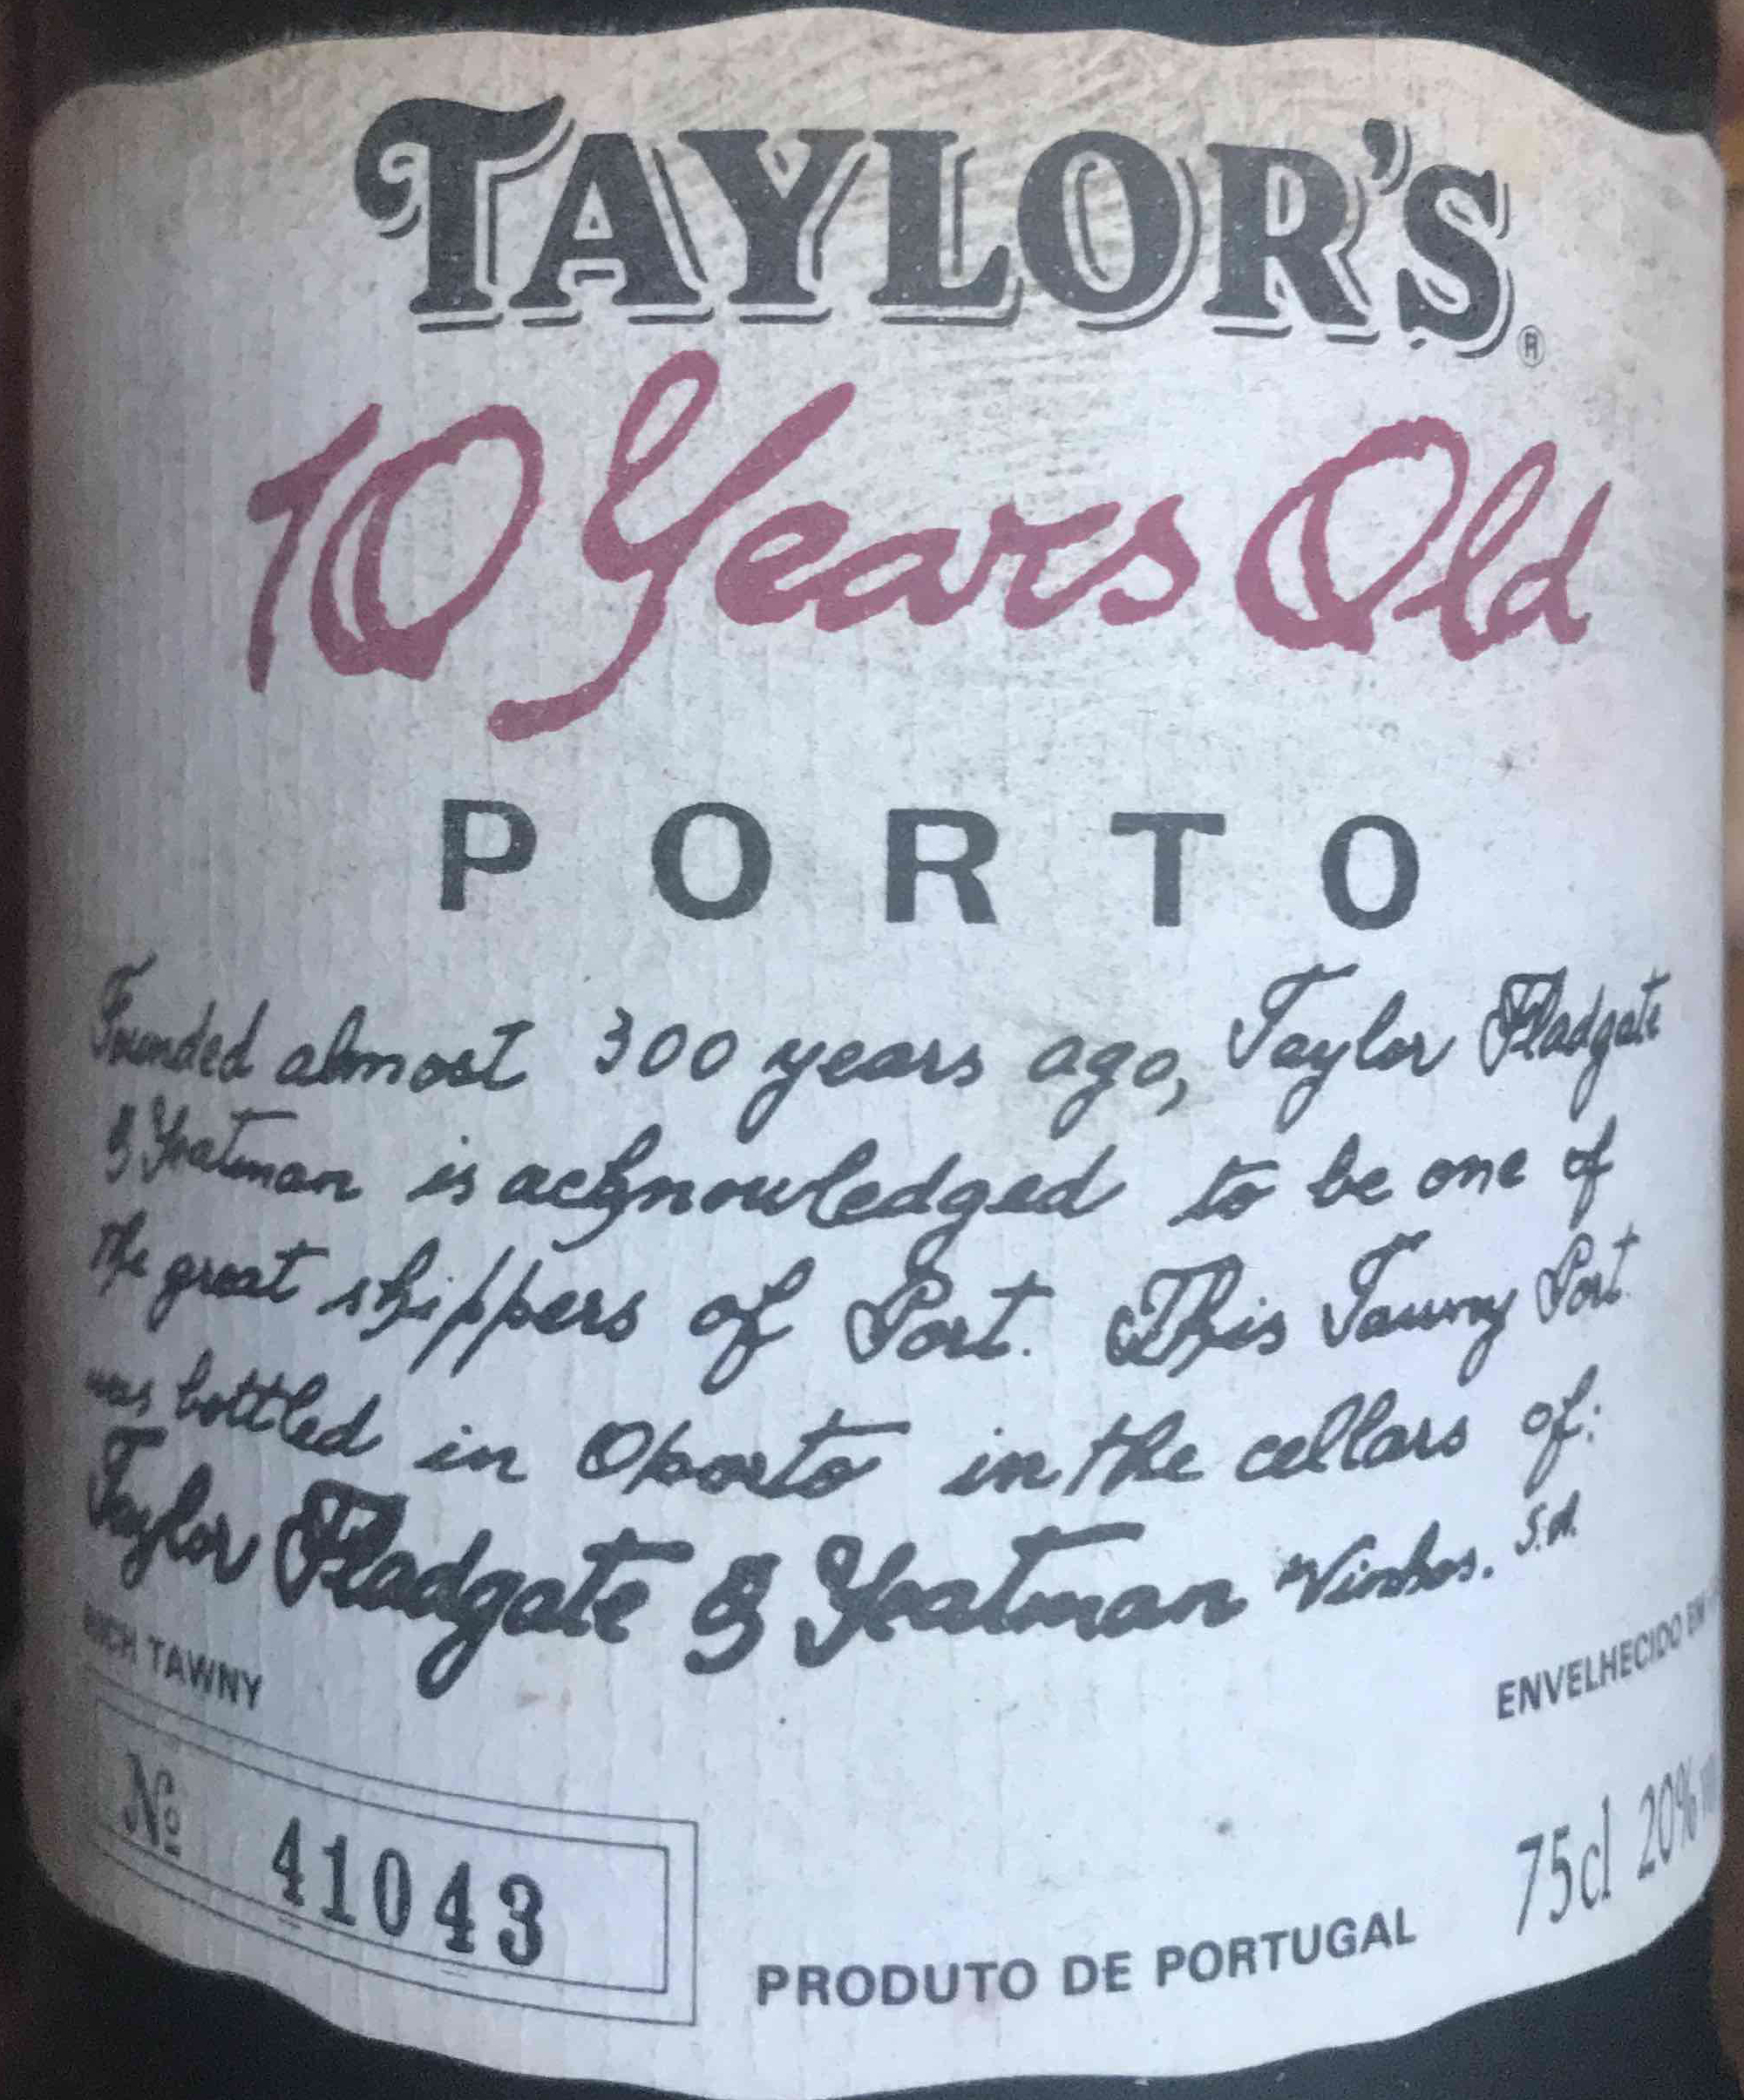 TAYLOR'S®
10 Years Old
PORTO
Founded almost 300 years ago, Taylor Fladgate
& Yeatman is acknowledged to be one of
the great shippers of Port. This Tawny Port
was bottled in Oporto in the cellars of:
Taylor Fladgate & Yeatman Vinhos. S.A.
RICH TAWNY
ENVELHECIDO EM
Nº 41043
75cl 20%
PRODUTO DE PORTUGAL